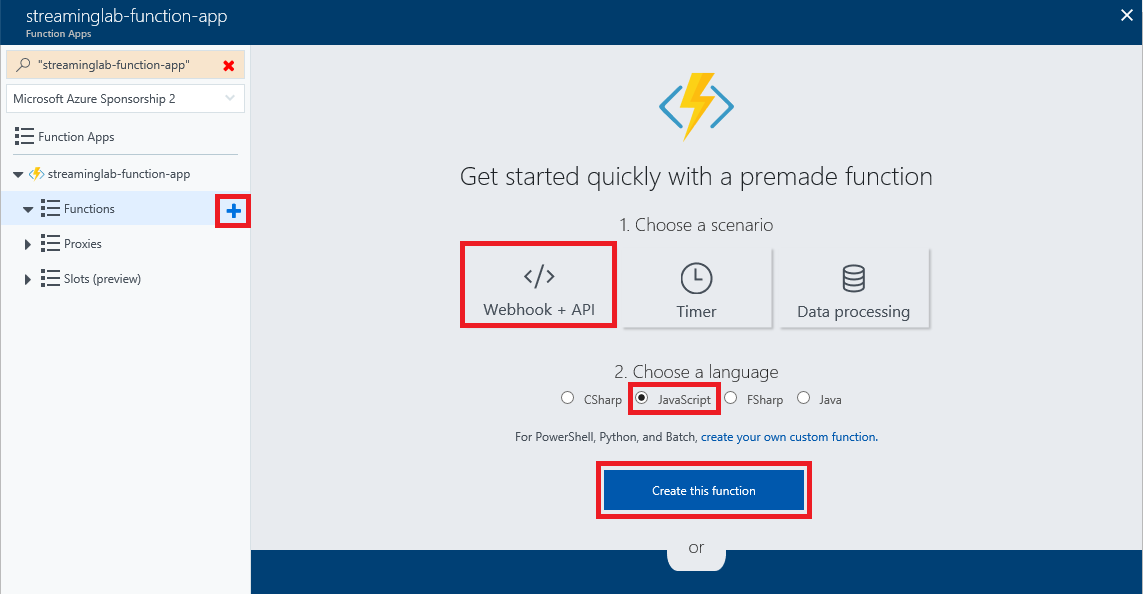 streaminglab-function-app
Function Apps
"streaminglab-function-app"
Microsoft Azure Sponsorship 2
Function Apps
streaminglab-function-app
Functions
Proxies
Slots (preview)
Get started quickly with a premade function
1. Choose a scenario
Webhook + API
Timer
Data processing
2. Choose a language
CSharp JavaScript FSharp Java
For PowerShell, Python, and Batch, create your own custom function.
Create this function
or